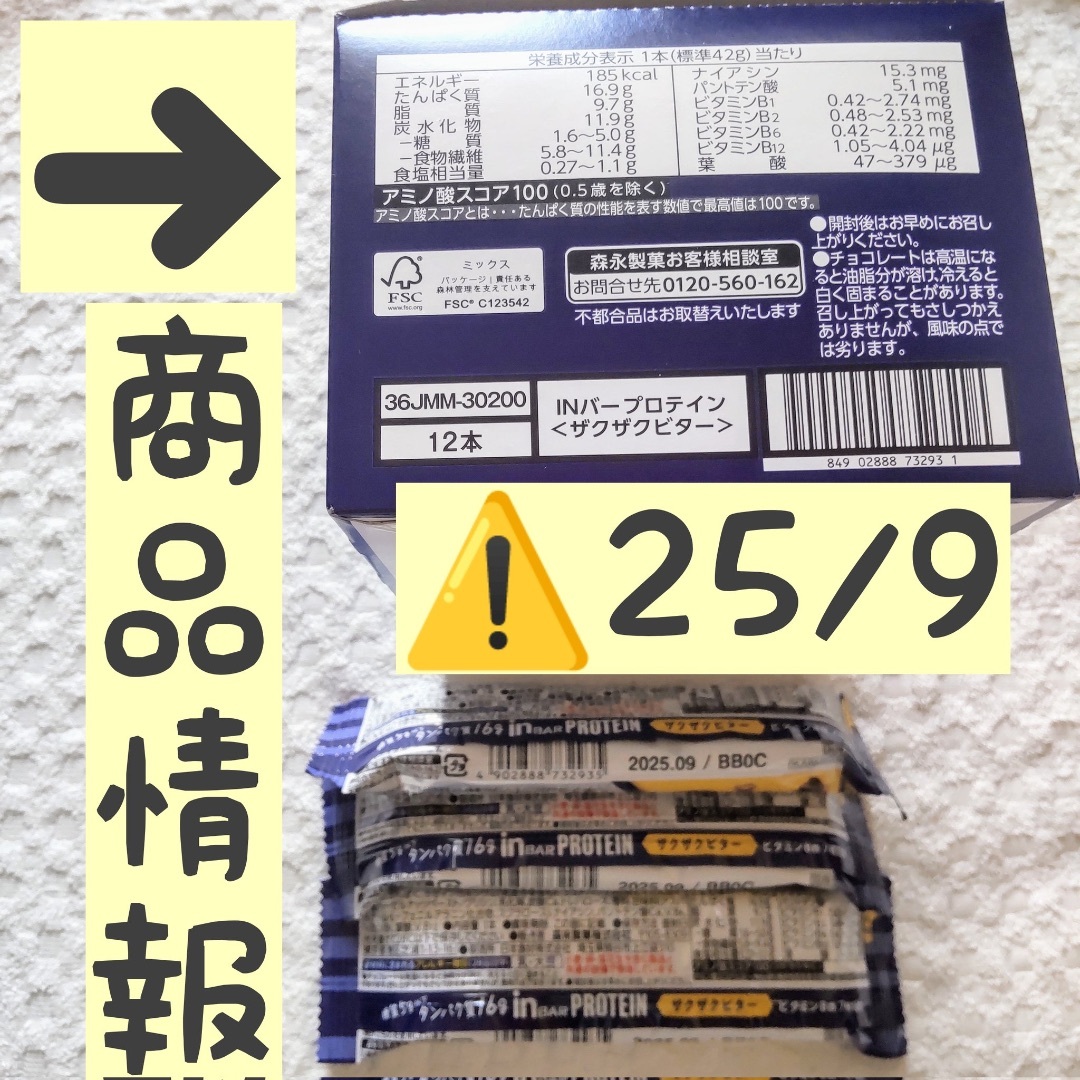 商品情報
栄養成分表示 1本(標準42g)当たり
エネルギー 185kcal
たんぱく質 16.9g
脂質 9.7g
炭水化物 11.9g
−糖質 1.6〜5.0g
−食物繊維 5.8〜11.4g
食塩相当量 0.27〜1.1g
ナイアシン 15.3mg
パントテン酸 5.1mg
ビタミンB1 0.42〜2.74mg
ビタミンB2 0.48〜2.53mg
ビタミンB6 0.42〜2.22mg
ビタミンB12 1.05〜4.04μg
葉酸 47〜379μg
アミノ酸スコア100(0.5歳を除く)
アミノ酸スコアとは・・・たんぱく質の性能を表す数値で最高値は100です。
ミックス
パッケージ|責任ある
森林管理を支えています
FSC® C123542
FSC
www.fsc.org
森永製菓お客様相談室
お問合せ先0120-560-162
不都合品はお取替えいたします
●開封後はお早めにお召し
上がりください。
●チョコレートは高温にな
ると油脂分が溶け、冷えると
白く固まることがあります。
召し上がってもさしつかえ
ありませんが、風味の点で
は劣ります。
36JMM-30200
12本
INバープロテイン
<ザクザクビター>
849 02888 73293 1
25/9
inBAR PROTEIN ザクザクビター
4 902888 732935
2025.09 / BB0C
タンパク質16g inBAR PROTEIN ザクザクビター
2025.09 / BB0C
タンパク質16g inBAR PROTEIN ザクザクビター